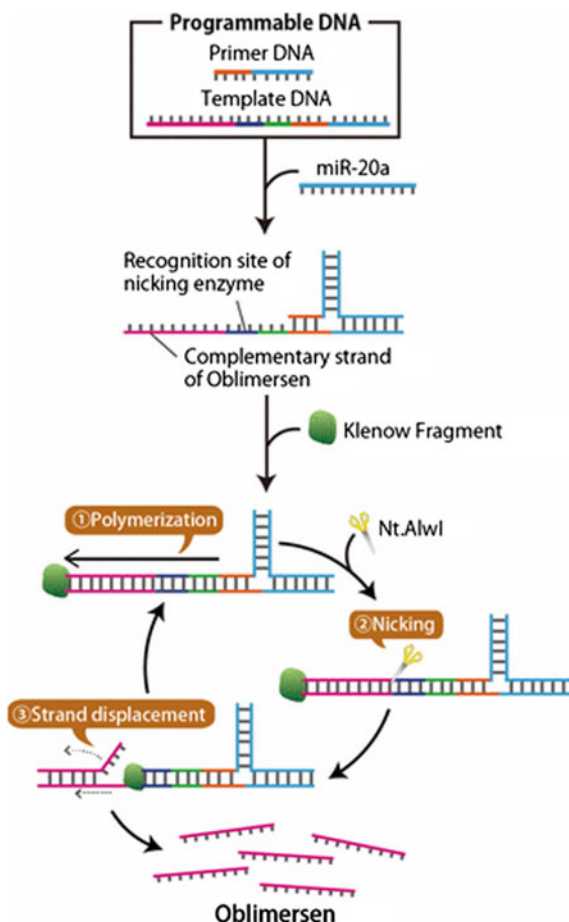 Programmable DNA
Primer DNA
Template DNA
miR-20a
Recognition site of
nicking enzyme
Complementary strand
of Oblimersen
Klenow Fragment
①Polymerization
Nt.AlwI
②Nicking
③Strand displacement
Oblimersen